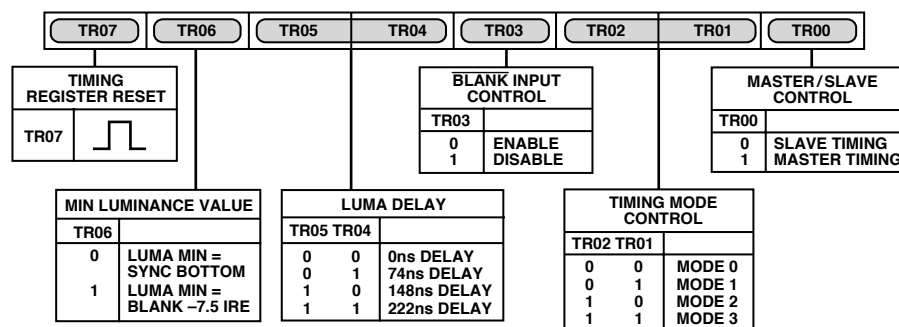 TR07 TR06 TR05 TR04 TR03 TR02 TR01 TR00
TIMING
REGISTER RESET
TR07
BLANK INPUT
CONTROL
TR03
0 ENABLE
1 DISABLE
MASTER/SLAVE
CONTROL
TR00
0 SLAVE TIMING
1 MASTER TIMING
MIN LUMINANCE VALUE
TR06
0 LUMA MIN =
SYNC BOTTOM
1 LUMA MIN =
BLANK –7.5 IRE
LUMA DELAY
TR05 TR04
0 0 0ns DELAY
0 1 74ns DELAY
1 0 148ns DELAY
1 1 222ns DELAY
TIMING MODE
CONTROL
TR02 TR01
0 0 MODE 0
0 1 MODE 1
1 0 MODE 2
1 1 MODE 3